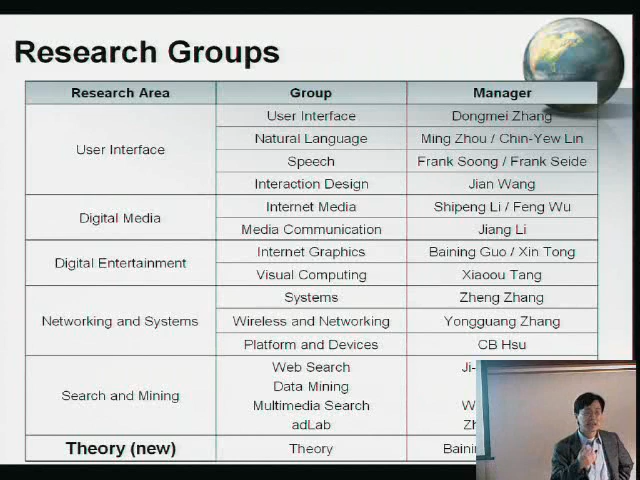 Research Groups
Research Area Group Manager
User Interface
User Interface Dongmei Zhang
Natural Language Ming Zhou / Chin-Yew Lin
Speech Frank Soong / Frank Seide
Interaction Design Jian Wang
Digital Media
Internet Media Shipeng Li / Feng Wu
Media Communication Jiang Li
Digital Entertainment
Internet Graphics Baining Guo / Xin Tong
Visual Computing Xiaoou Tang
Networking and Systems
Systems Zheng Zhang
Wireless and Networking Yongguang Zhang
Platform and Devices CB Hsu
Search and Mining
Web Search
Data Mining
Multimedia Search
adLab
Theory (new) Theory